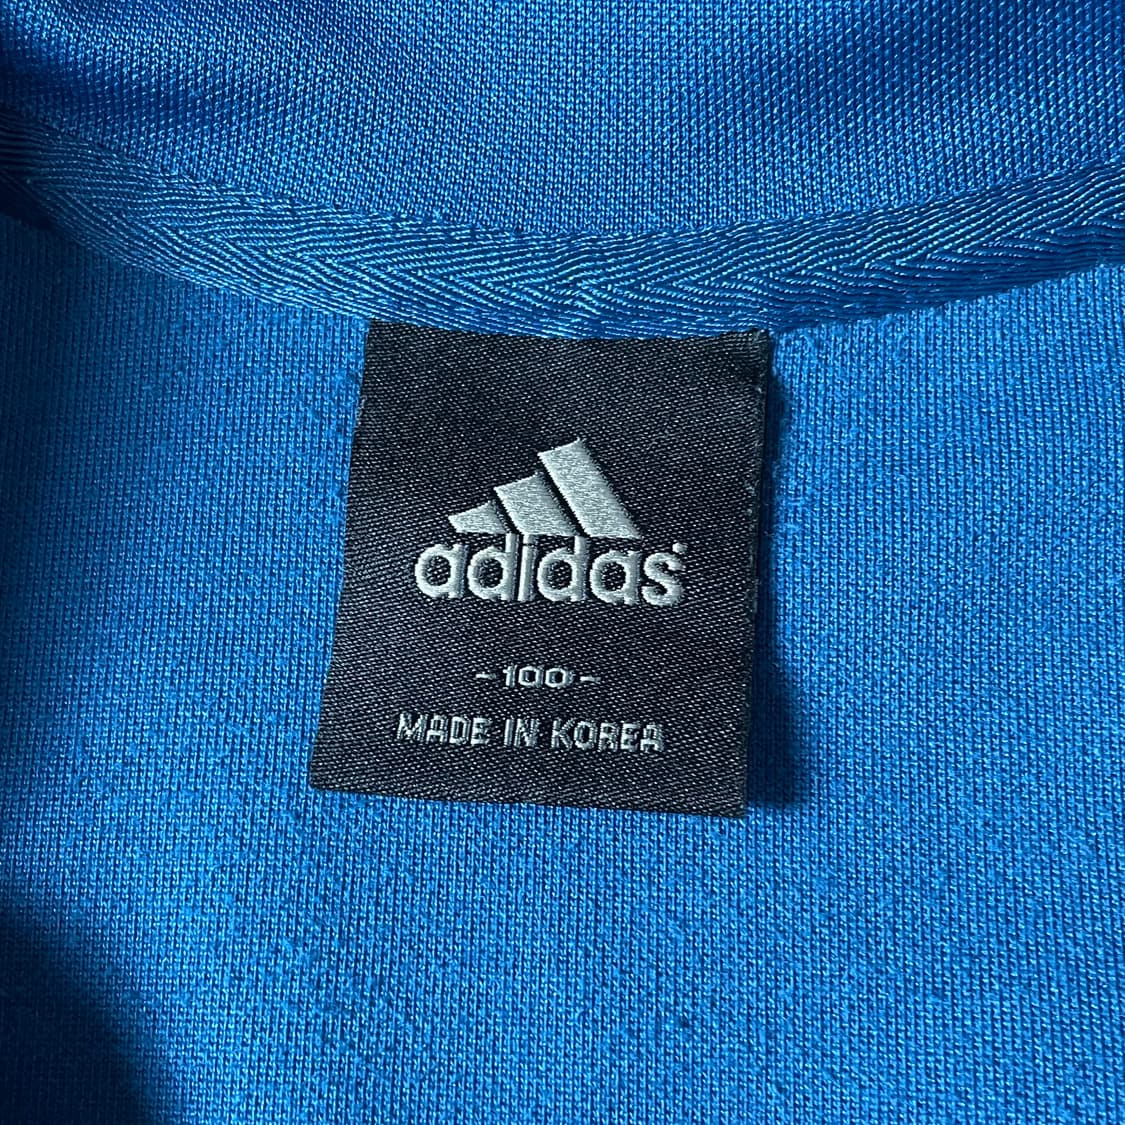 adidas
-100-
MADE IN KOREA